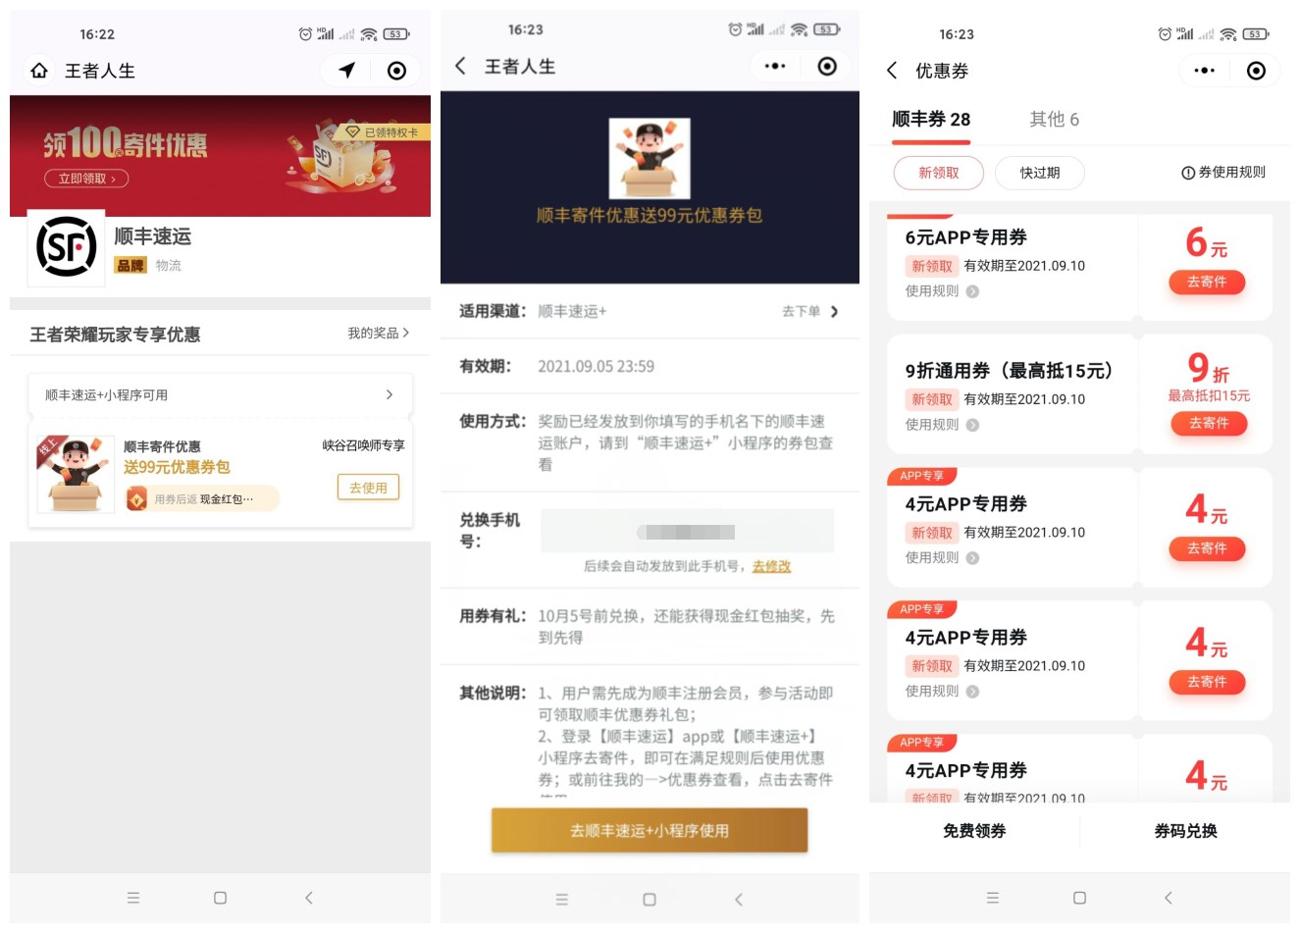 16:22
HD
53
王者人生
领100元寄件优惠
已领特权卡
立即领取 >
SF
SF
顺丰速运
品牌 物流
王者荣耀玩家专享优惠
我的奖品 >
顺丰速运+小程序可用
线上
顺丰寄件优惠
峡谷召唤师专享
送99元优惠券包
用券后返 现金红包…
去使用
16:23
HD
53
王者人生
顺丰寄件优惠送99元优惠券包
适用渠道： 顺丰速运+
去下单
有效期： 2021.09.05 23:59
使用方式： 奖励已经发放到你填写的手机名下的顺丰速
运账户，请到“顺丰速运+”小程序的券包查
看
兑换手机
号：
后续会自动发放到此手机号，去修改
用券有礼： 10月5号前兑换，还能获得现金红包抽奖，先
到先得
其他说明： 1、用户需先成为顺丰注册会员，参与活动即
可领取顺丰优惠券礼包；
2、登录【顺丰速运】app或【顺丰速运+】
小程序去寄件，即可在满足规则后使用优惠
券；或前往我的—>优惠券查看，点击去寄件
去顺丰速运+小程序使用
16:23
HD
53
优惠券
顺丰券 28
其他 6
新领取
快过期
券使用规则
6元APP专用券
新领取 有效期至2021.09.10
使用规则
6元
去寄件
9折通用券（最高抵15元）
新领取 有效期至2021.09.10
使用规则
9折
最高抵扣15元
去寄件
APP专享
4元APP专用券
新领取 有效期至2021.09.10
使用规则
4元
去寄件
APP专享
4元APP专用券
新领取 有效期至2021.09.10
使用规则
4元
去寄件
APP专享
4元APP专用券
新领取 有效期至2021.09.10
4元
免费领券
券码兑换